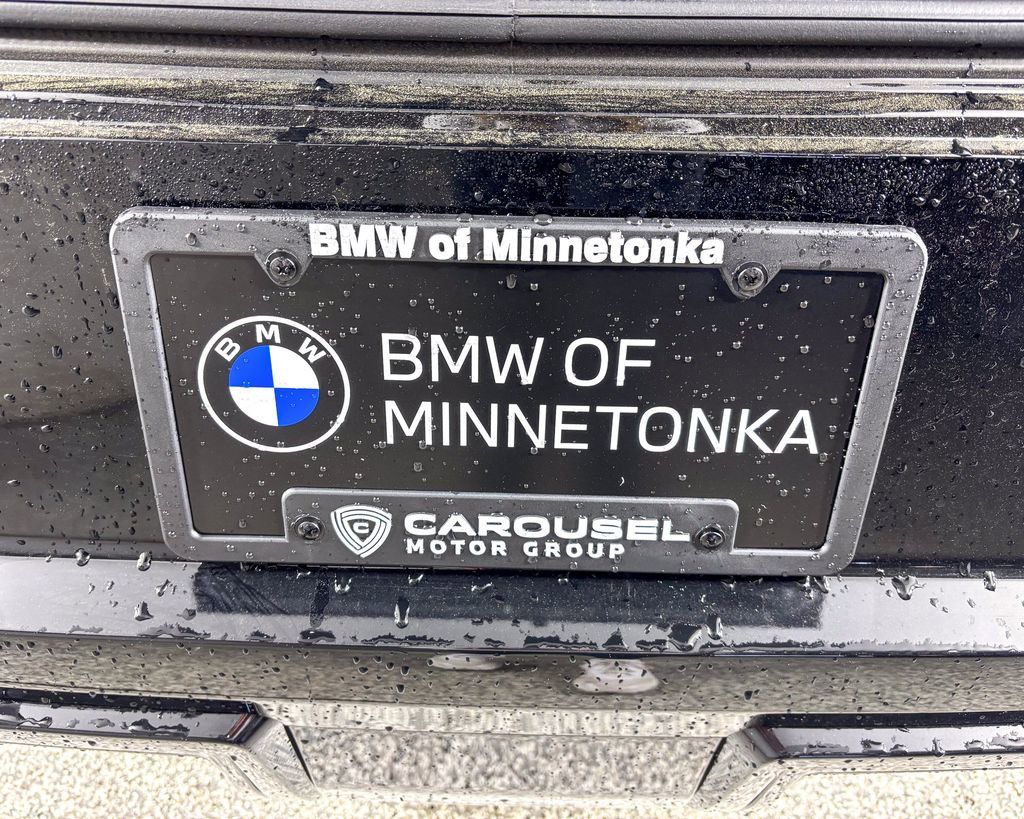 BMW of Minnetonka
BMW
BMW OF
MINNETONKA
C
CAROUSEL
MOTOR GROUP